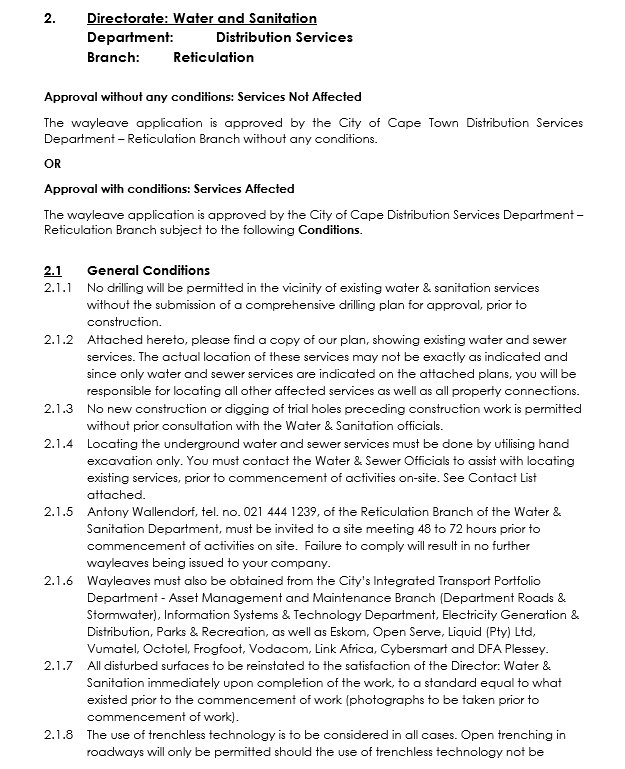 2. Directorate: Water and Sanitation
Department: Distribution Services
Branch: Reticulation
Approval without any conditions: Services Not Affected
The wayleave application is approved by the City of Cape Town Distribution Services
Department – Reticulation Branch without any conditions.
OR
Approval with conditions: Services Affected
The wayleave application is approved by the City of Cape Distribution Services Department –
Reticulation Branch subject to the following Conditions.
2.1 General Conditions
2.1.1 No drilling will be permitted in the vicinity of existing water & sanitation services
without the submission of a comprehensive drilling plan for approval, prior to
construction.
2.1.2 Attached hereto, please find a copy of our plan, showing existing water and sewer
services. The actual location of these services may not be exactly as indicated and
since only water and sewer services are indicated on the attached plans, you will be
responsible for locating all other affected services as well as all property connections.
2.1.3 No new construction or digging of trial holes preceding construction work is permitted
without prior consultation with the Water & Sanitation officials.
2.1.4 Locating the underground water and sewer services must be done by utilising hand
excavation only. You must contact the Water & Sewer Officials to assist with locating
existing services, prior to commencement of activities on-site. See Contact List
attached.
2.1.5 Antony Wallendorf, tel. no. 021 444 1239, of the Reticulation Branch of the Water &
Sanitation Department, must be invited to a site meeting 48 to 72 hours prior to
commencement of activities on site. Failure to comply will result in no further
wayleaves being issued to your company.
2.1.6 Wayleaves must also be obtained from the City's Integrated Transport Portfolio
Department - Asset Management and Maintenance Branch (Department Roads &
Stormwater), Information Systems & Technology Department, Electricity Generation &
Distribution, Parks & Recreation, as well as Eskom, Open Serve, Liquid (Pty) Ltd,
Vumatel, Octotel, Frogfoot, Vodacom, Link Africa, Cybersmart and DFA Plessey.
2.1.7 All disturbed surfaces to be reinstated to the satisfaction of the Director: Water &
Sanitation immediately upon completion of the work, to a standard equal to what
existed prior to the commencement of work (photographs to be taken prior to
commencement of work).
2.1.8 The use of trenchless technology is to be considered in all cases. Open trenching in
roadways will only be permitted should the use of trenchless technology not be